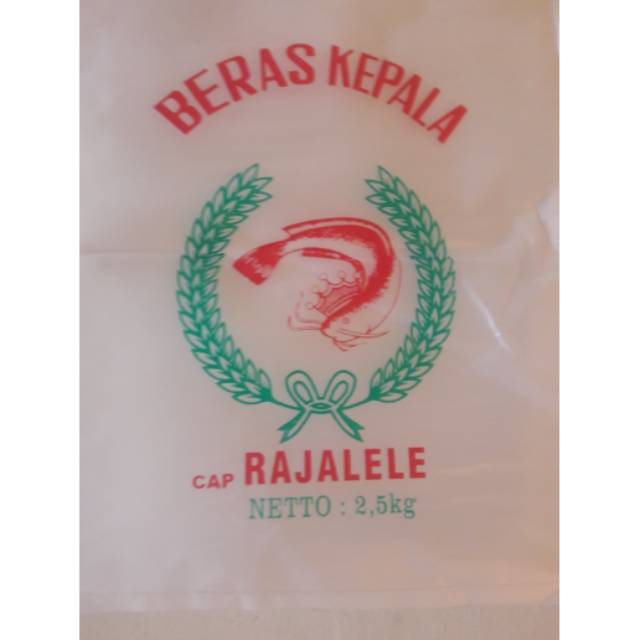 BERAS KEPALA
CAP RAJALELE
NETTO : 2,5kg